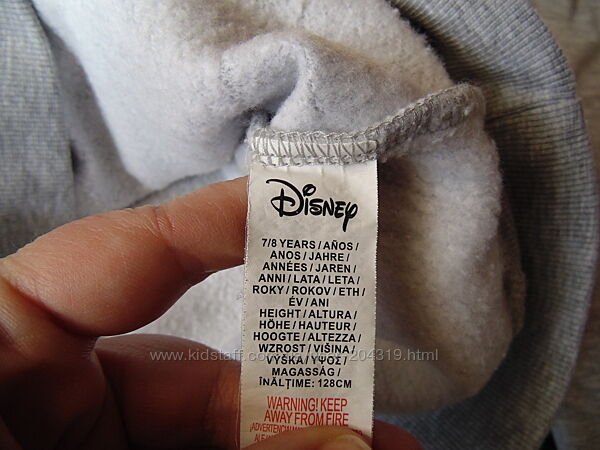 Disney
7/8 YEARS / AÑOS /
ANOS / JAHRE /
ANNÉES / JAREN /
ANNI / LATA / LETA /
ROKY / ROKOV / ETH /
ÉV / ANI
HEIGHT / ALTURA /
HÖHE / HAUTEUR /
HOOGTE / ALTEZZA /
WZROST / VIŠINA /
VYŠKA / ΥΨΟΣ /
MAGASSÁG /
ÎNĂLȚIME: 128CM
WARNING! KEEP
AWAY FROM FIRE